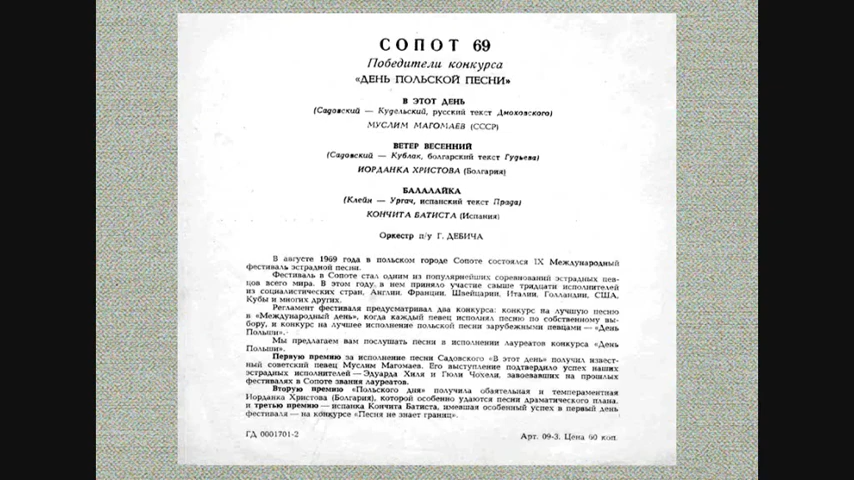 СОПОТ 69
Победители конкурса
«ДЕНЬ ПОЛЬСКОЙ ПЕСНИ»
В ЭТОТ ДЕНЬ
(Садовский — Кудельский, русский текст Дмоховского)
МУСЛИМ МАГОМАЕВ (СССР)
ВЕТЕР ВЕСЕННИЙ
(Садовский — Кублак, болгарский текст Гудьева)
ИОРДАНКА ХРИСТОВА (Болгария)
БАЛАЛАЙКА
(Клейн — Ургач, испанский текст Прада)
КОНЧИТА БАТИСТА (Испания)
Оркестр п/у Г. ДЕБИЧА
В августе 1969 года в польском городе Сопоте состоялся IX Международный
фестиваль эстрадной песни.
Фестиваль в Сопоте стал одним из популярнейших соревнований эстрадных пев-
цов всего мира. В этом году, в нем приняло участие свыше тридцати исполнителей
из социалистических стран, Англии, Франции, Швейцарии, Италии, Голландии, США,
Кубы и многих других.
Регламент фестиваля предусматривал два конкурса: конкурс на лучшую песню
в «Международный день», когда каждый певец исполнял песню по собственному вы-
бору, и конкурс на лучшее исполнение польской песни зарубежными певцами — «День
Польши».
Мы предлагаем вам послушать песни в исполнении лауреатов конкурса «День
Польши».
Первую премию за исполнение песни Садовского «В этот день» получил извест-
ный советский певец Муслим Магомаев. Его выступление подтвердило успех наших
эстрадных исполнителей — Эдуарда Хиля и Гюли Чохели, завоевавших на прошлых
фестивалях в Сопоте звания лауреатов.
Вторую премию «Польского дня» получила обаятельная и темпераментная
Иорданка Христова (Болгария), которой особенно удаются песни драматического плана,
и третью премию — испанка Кончита Батиста, имевшая особенный успех в первый день
фестиваля — на конкурсе «Песня не знает границ».
ГД 0001701-2
Арт. 09-3. Цена 60 коп.